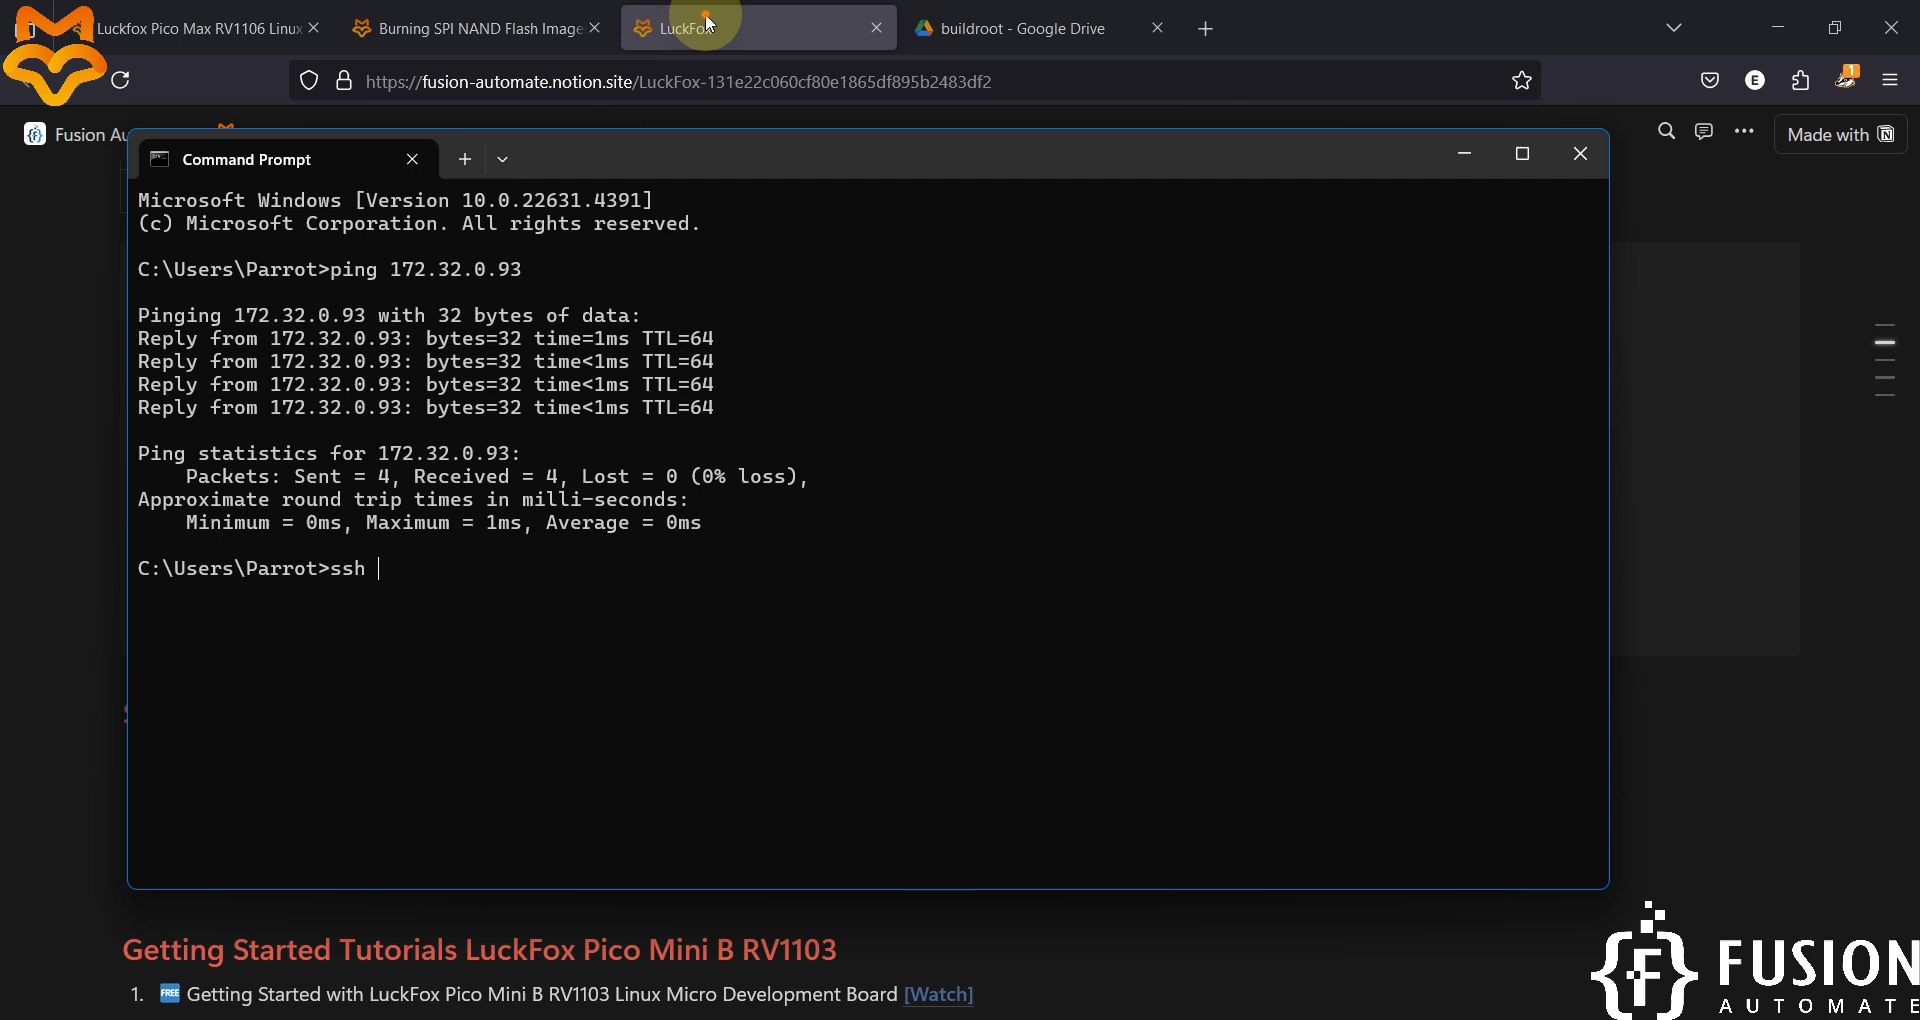 Luckfox Pico Max RV1106 Linux
Burning SPI NAND Flash Image
LuckFox
buildroot - Google Drive
https://fusion-automate.notion.site/LuckFox-131e22c060cf80e1865df895b2483df2
E
1
Fusion Au
Made with
Command Prompt
Microsoft Windows [Version 10.0.22631.4391]
(c) Microsoft Corporation. All rights reserved.
C:\Users\Parrot>ping 172.32.0.93
Pinging 172.32.0.93 with 32 bytes of data:
Reply from 172.32.0.93: bytes=32 time=1ms TTL=64
Reply from 172.32.0.93: bytes=32 time<1ms TTL=64
Reply from 172.32.0.93: bytes=32 time<1ms TTL=64
Reply from 172.32.0.93: bytes=32 time<1ms TTL=64
Ping statistics for 172.32.0.93:
Packets: Sent = 4, Received = 4, Lost = 0 (0% loss),
Approximate round trip times in milli-seconds:
Minimum = 0ms, Maximum = 1ms, Average = 0ms
C:\Users\Parrot>ssh
Getting Started Tutorials LuckFox Pico Mini B RV1103
1. FREE Getting Started with LuckFox Pico Mini B RV1103 Linux Micro Development Board [Watch]
{F} FUSION
AUTOMATE